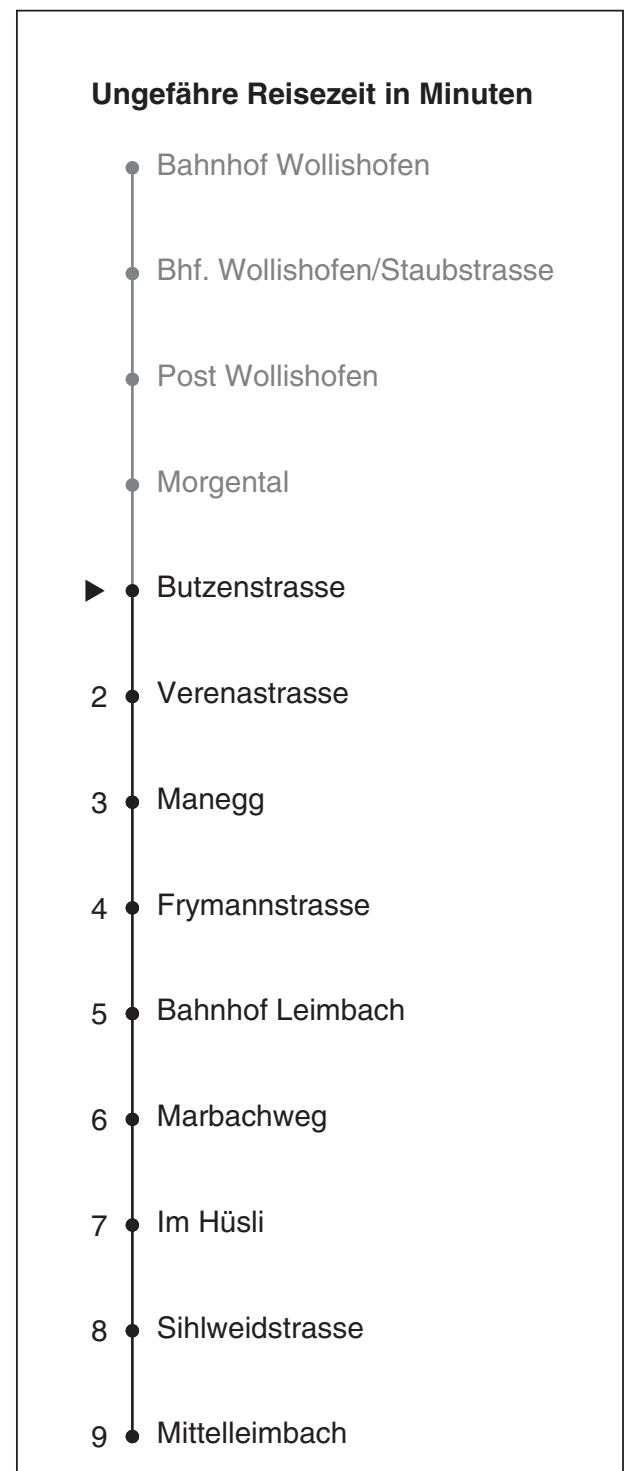 Ungefähre Reisezeit in Minuten
Bahnhof Wollishofen
Bhf. Wollishofen/Staubstrasse
Post Wollishofen
Morgental
Butzenstrasse
2 Verenastrasse
3 Manegg
4 Frymannstrasse
5 Bahnhof Leimbach
6 Marbachweg
7 Im Hüsli
8 Sihlweidstrasse
9 Mittelleimbach